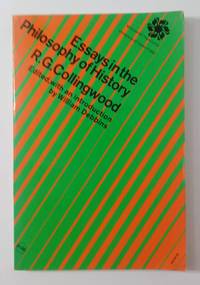 Essays in the
Philosophy of History
R. G. Collingwood
Edited with an introduction
by William Debbins